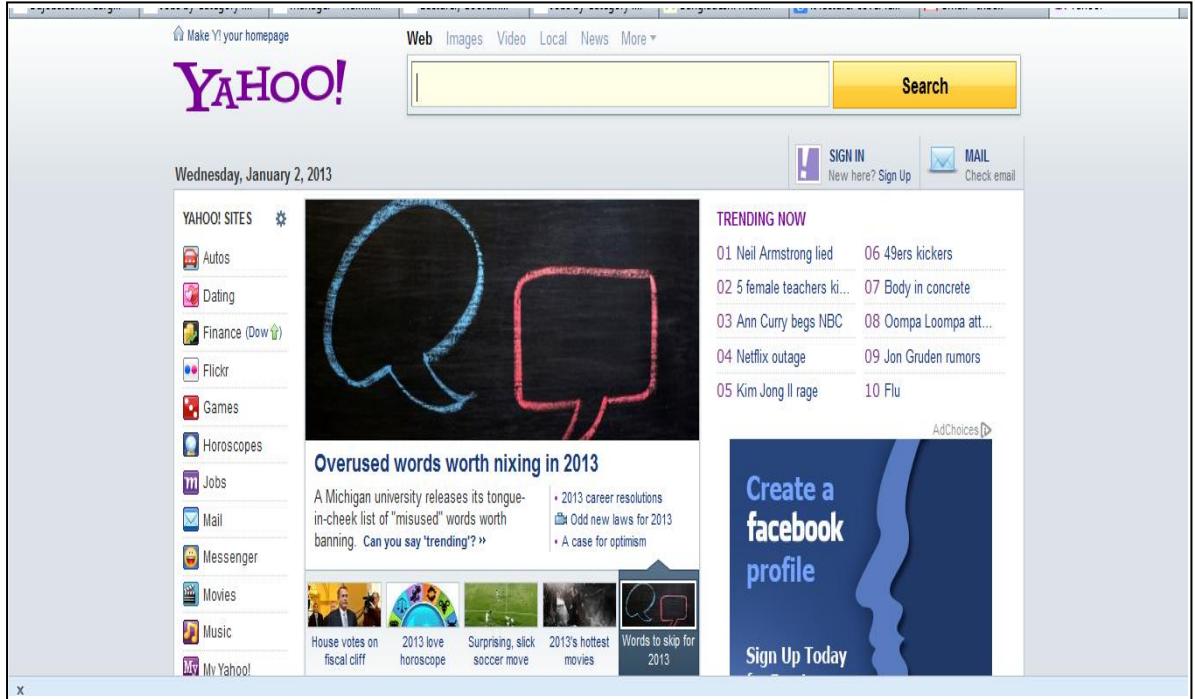 Make Y! your homepage
Web Images Video Local News More
YAHOO!
Search
SIGN IN
New here? Sign Up
MAIL
Check email
Wednesday, January 2, 2013
YAHOO! SITES
Autos
Dating
Finance (Dow)
Flickr
Games
Horoscopes
Jobs
Mail
Messenger
Movies
Music
My Yahoo!
Overused words worth nixing in 2013
A Michigan university releases its tongue-
in-cheek list of "misused" words worth
banning. Can you say 'trending'? »
• 2013 career resolutions
Odd new laws for 2013
• A case for optimism
House votes on
fiscal cliff
2013 love
horoscope
Surprising, slick
soccer move
2013's hottest
movies
Words to skip for
2013
TRENDING NOW
01 Neil Armstrong lied
02 5 female teachers ki...
03 Ann Curry begs NBC
04 Netflix outage
05 Kim Jong Il rage
06 49ers kickers
07 Body in concrete
08 Oompa Loompa att...
09 Jon Gruden rumors
10 Flu
AdChoices
Create a
facebook
profile
Sign Up Today
x